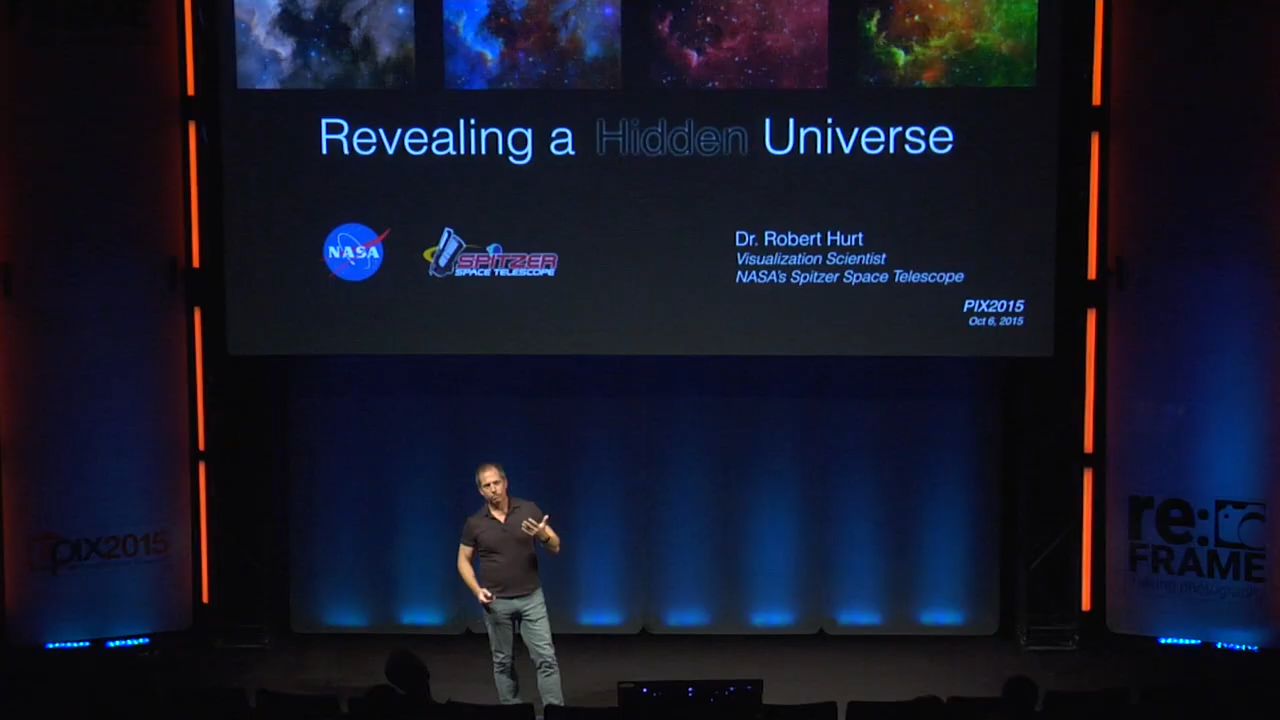 Revealing a Hidden Universe
NASA
SPITZER
SPACE TELESCOPE
Dr. Robert Hurt
Visualization Scientist
NASA's Spitzer Space Telescope
PIX2015
Oct 6, 2015
PIX2015
re:
FRAME